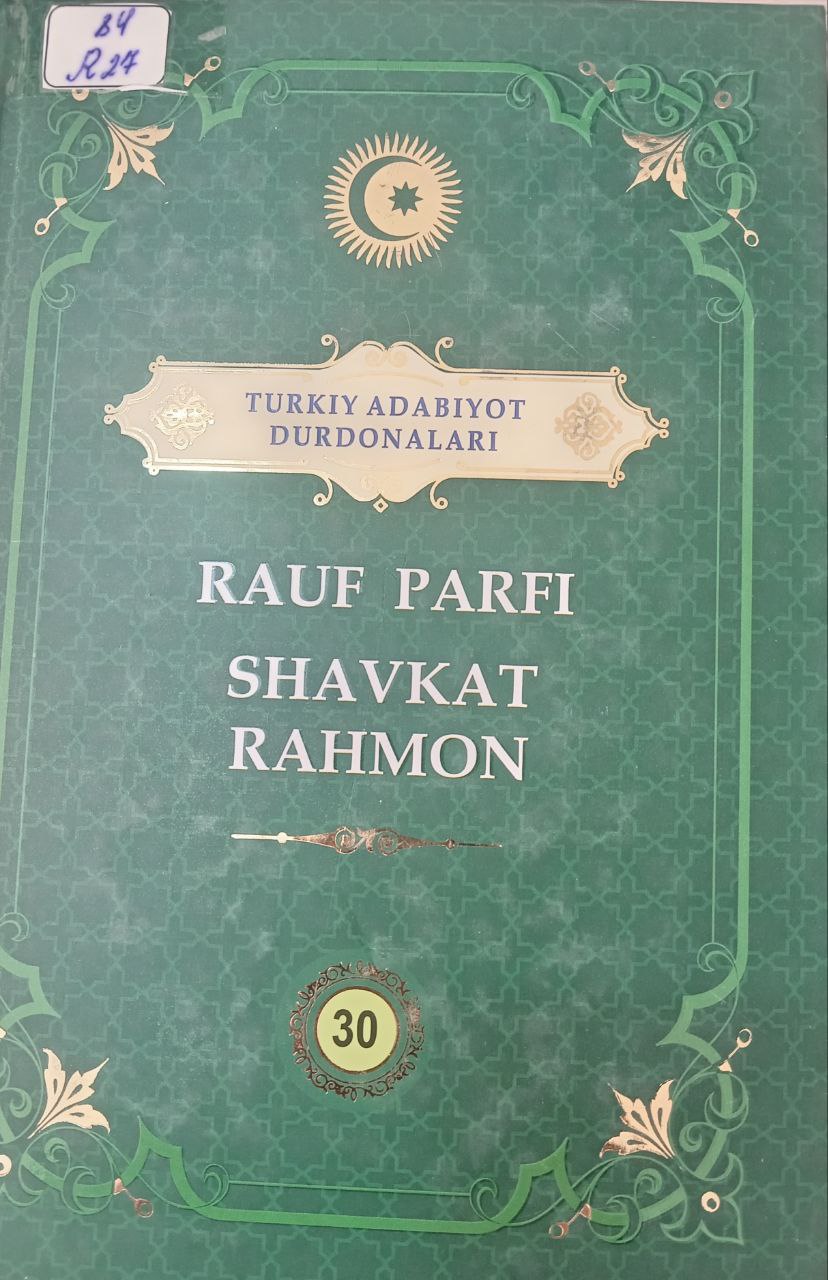 84
R27
TURKIY ADABIYOT
DURDONALARI
RAUF PARFI
SHAVKAT
RAHMON
30